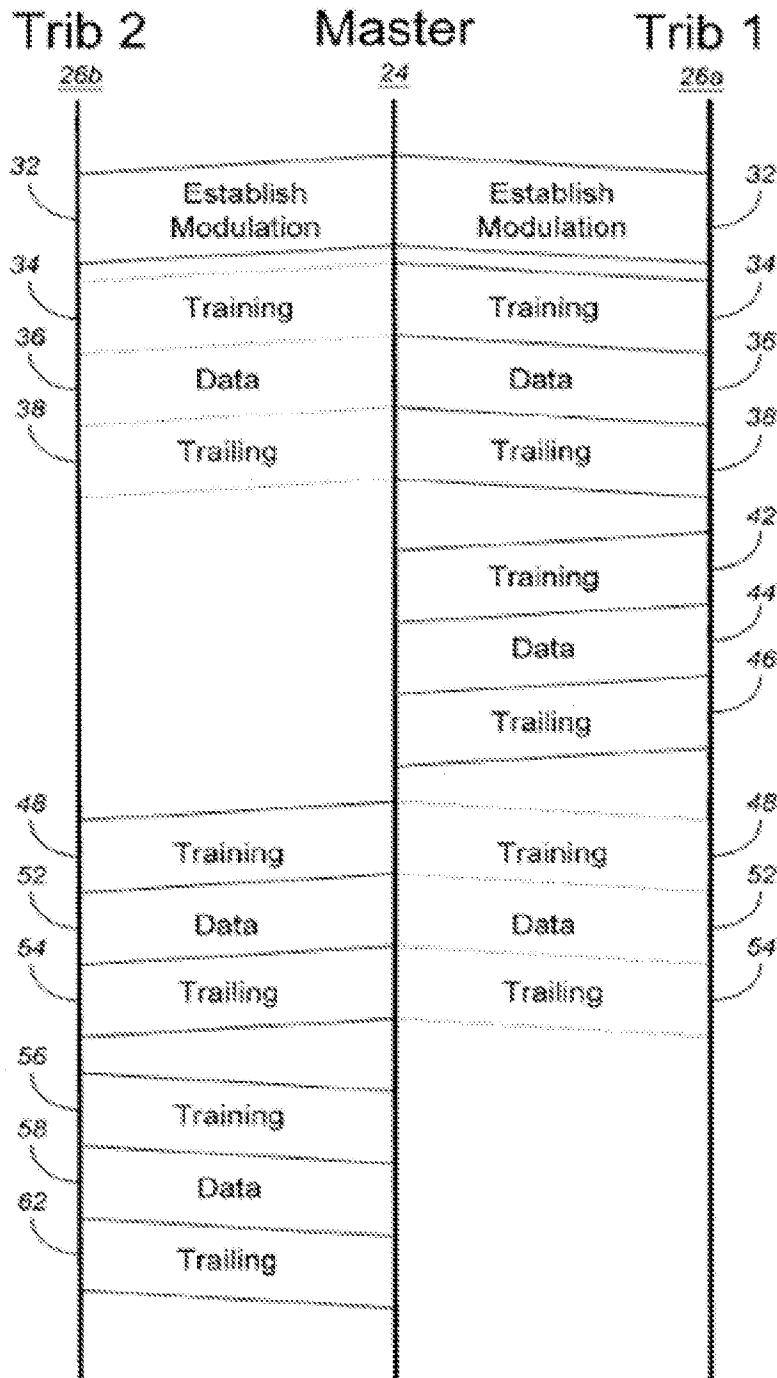 Trib 2 Master Trib 1
26b 24 26a
32 Establish Modulation Establish Modulation 32
34 Training Training 34
36 Data Data 36
38 Trailing Trailing 38
Training 42
Data 44
Trailing 46
48 Training Training 48
52 Data Data 52
54 Trailing Trailing 54
56 Training
58 Data
62 Trailing